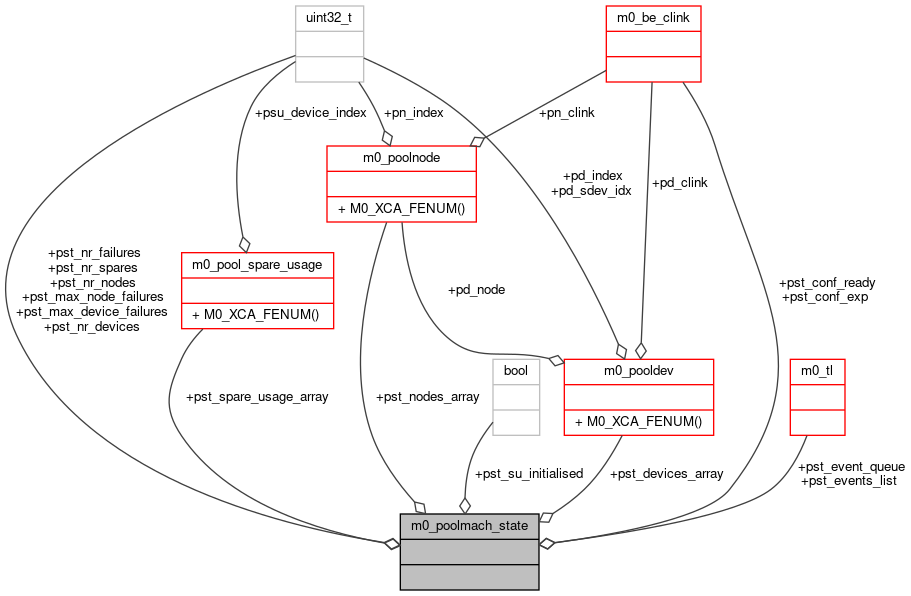 uint32_t
m0_be_clink
+psu_device_index
+pn_index
+pn_clink
m0_poolnode
+ M0_XCA_FENUM()
+pd_index
+pd_sdev_idx
+pd_clink
+pst_nr_failures
+pst_nr_spares
+pst_nr_nodes
+pst_max_node_failures
+pst_max_device_failures
+pst_nr_devices
m0_pool_spare_usage
+ M0_XCA_FENUM()
+pd_node
+pst_conf_ready
+pst_conf_exp
bool
m0_pooldev
+ M0_XCA_FENUM()
m0_tl
+pst_spare_usage_array
+pst_nodes_array
+pst_su_initialised
+pst_devices_array
+pst_event_queue
+pst_events_list
m0_poolmach_state